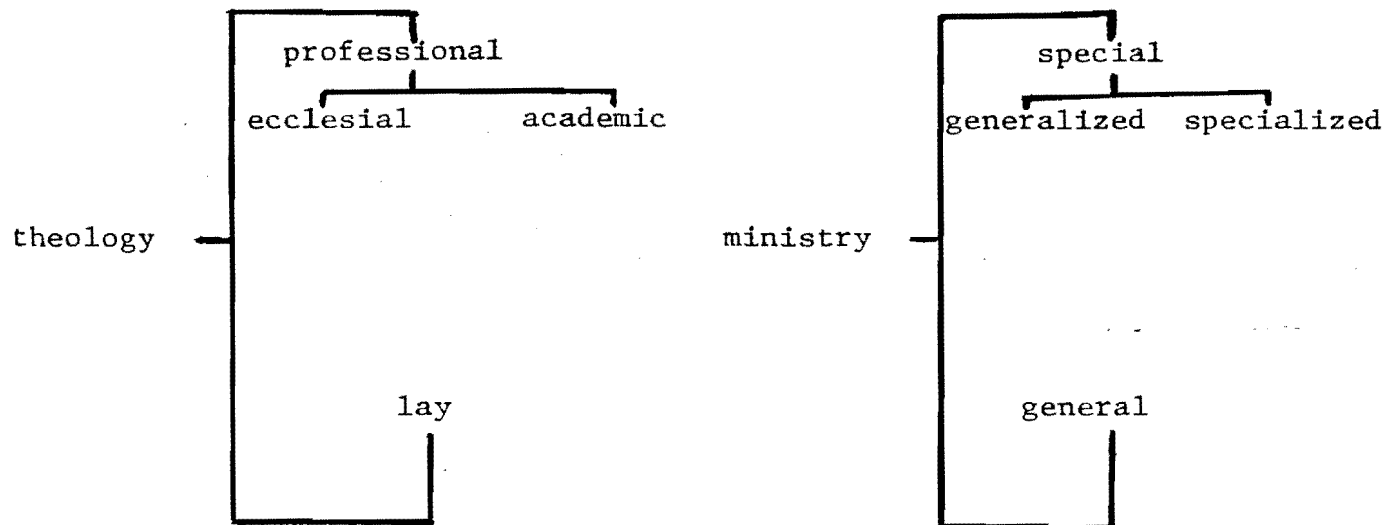 professional
special
ecclesial academic
generalized specialized
theology
ministry
lay
general